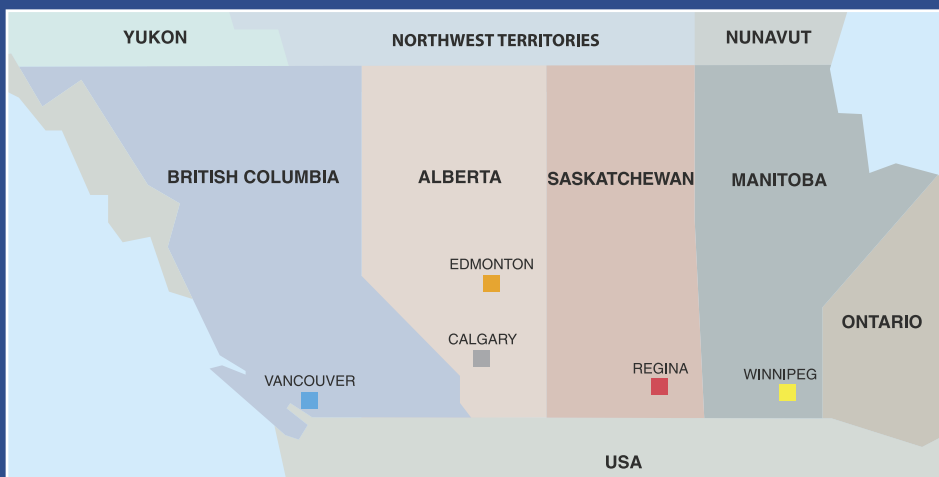 YUKON
NORTHWEST TERRITORIES
NUNAVUT
BRITISH COLUMBIA
ALBERTA
SASKATCHEWAN
MANITOBA
EDMONTON
ONTARIO
CALGARY
REGINA
WINNIPEG
VANCOUVER
USA